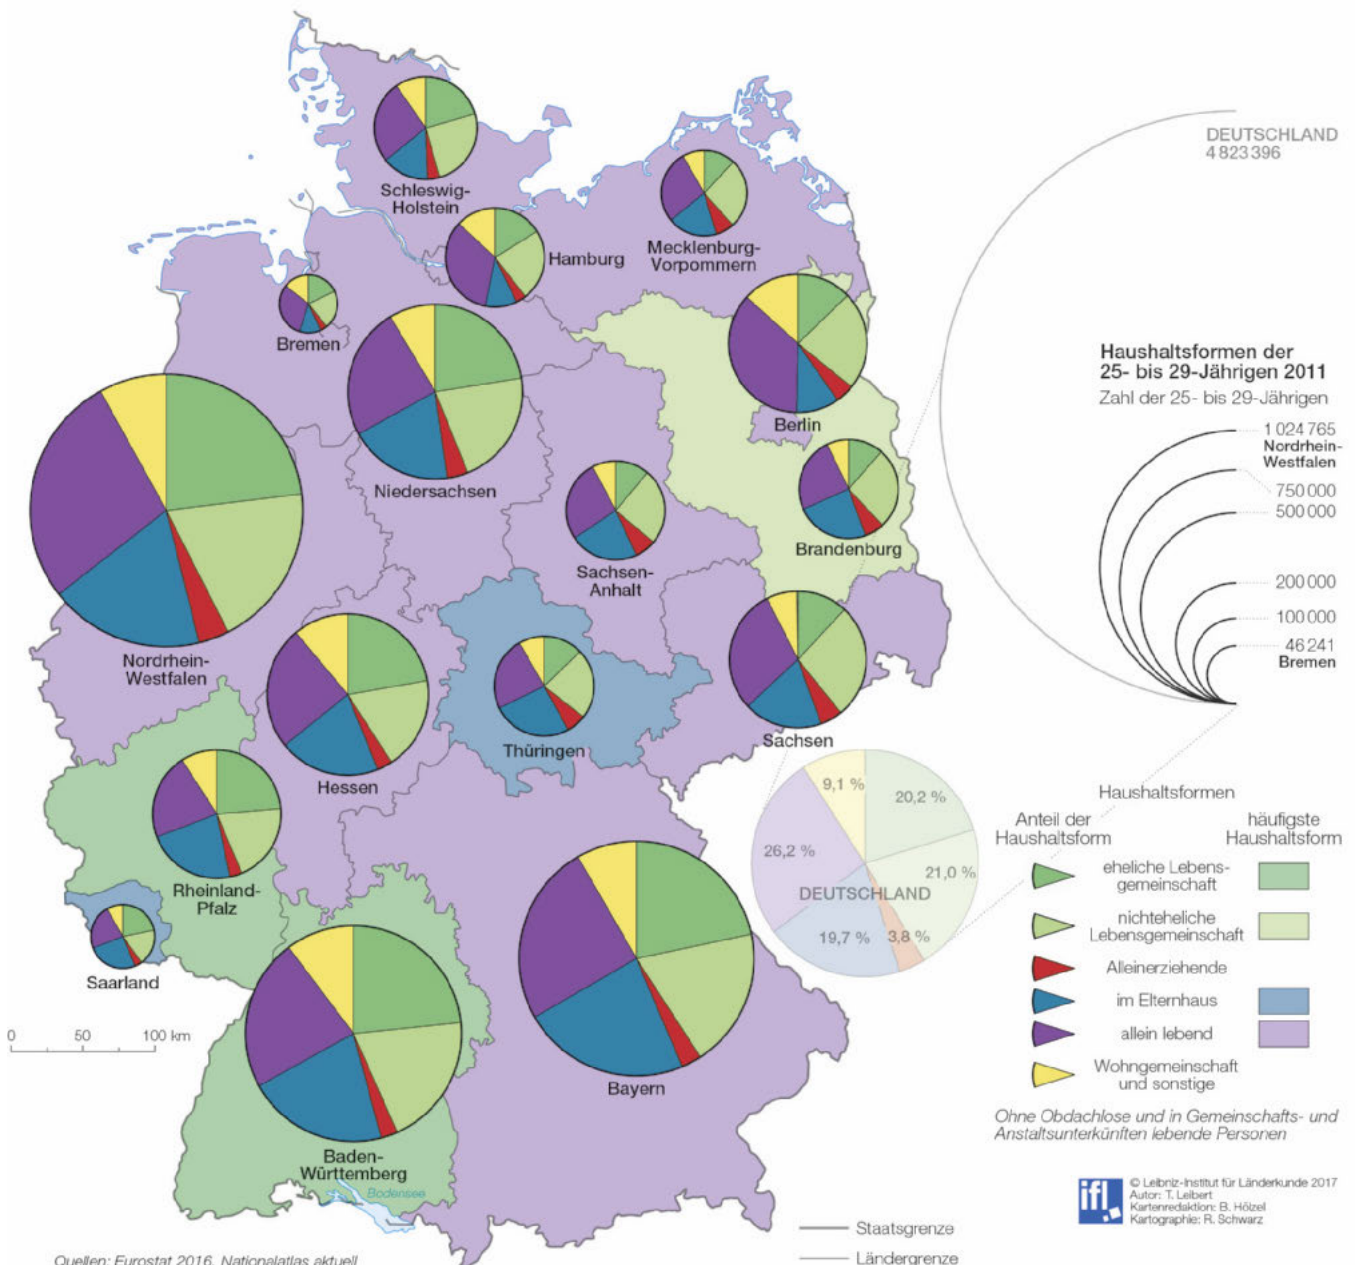 DEUTSCHLAND
4 823 396
Schleswig-
Holstein
Hamburg
Mecklenburg-
Vorpommern
Bremen
Niedersachsen
Berlin
Brandenburg
Sachsen-
Anhalt
Nordrhein-
Westfalen
Hessen
Thüringen
Sachsen
Rheinland-
Pfalz
Saarland
Bayern
Baden-
Württemberg
Bodensee
Haushaltsformen der
25- bis 29-Jährigen 2011
Zahl der 25- bis 29-Jährigen
1 024 765
Nordrhein-
Westfalen
750 000
500 000
200 000
100 000
46 241
Bremen
9,1 %
20,2 %
26,2 %
21,0 %
DEUTSCHLAND
19,7 %
3,8 %
Haushaltsformen
Anteil der
Haushaltsform
häufigste
Haushaltsform
eheliche Lebens-
gemeinschaft
nichteheliche
Lebensgemeinschaft
Alleinerziehende
im Elternhaus
allein lebend
Wohngemeinschaft
und sonstige
Ohne Obdachlose und in Gemeinschafts- und
Anstaltsunterkünften lebende Personen
0 50 100 km
ifl
© Leibniz-Institut für Länderkunde 2017
Autor: T. Leibert
Kartenredaktion: B. Hölzel
Kartographie: R. Schwarz
Staatsgrenze
Ländergrenze
Quellen: Eurostat 2016, Nationalatlas aktuell